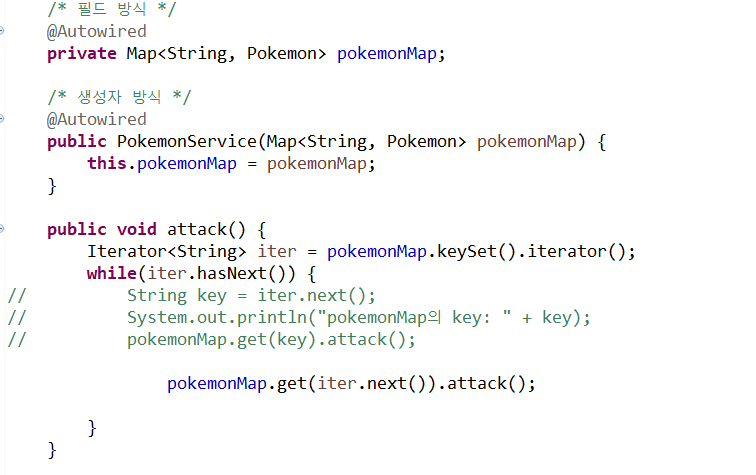 /* 필드 방식 */
@Autowired
private Map<String, Pokemon> pokemonMap;
/* 생성자 방식 */
@Autowired
public PokemonService(Map<String, Pokemon> pokemonMap) {
this.pokemonMap = pokemonMap;
}
public void attack() {
Iterator<String> iter = pokemonMap.keySet().iterator();
while(iter.hasNext()) {
// String key = iter.next();
// System.out.println("pokemonMap의 key: " + key);
// pokemonMap.get(key).attack();
pokemonMap.get(iter.next()).attack();
}
}